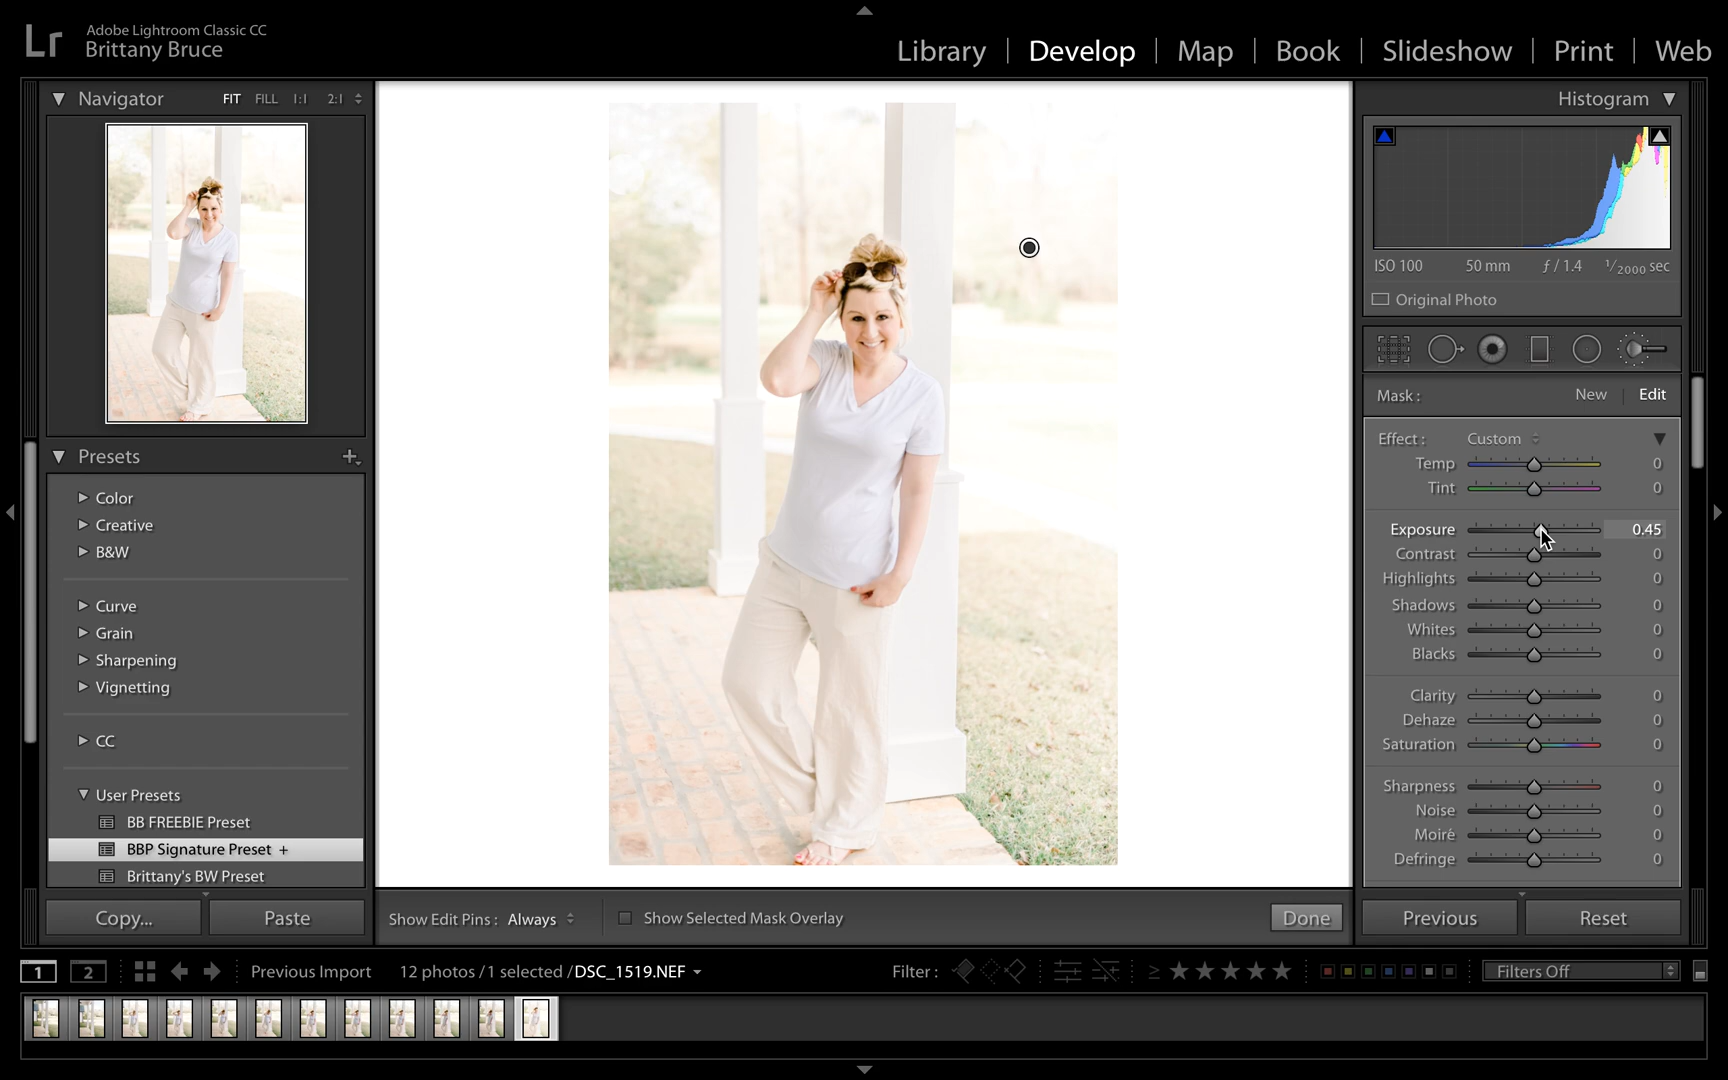 Lr
Adobe Lightroom Classic CC
Brittany Bruce
Library | Develop | Map | Book | Slideshow | Print | Web
Navigator FIT FILL 1:1 2:1
Presets
Color
Creative
B&W
Curve
Grain
Sharpening
Vignetting
CC
User Presets
BB FREEBIE Preset
BBP Signature Preset +
Brittany's BW Preset
Copy... Paste
Show Edit Pins : Always Show Selected Mask Overlay Done
Histogram
ISO 100 50 mm ƒ / 1.4 1/2000 sec
Original Photo
Mask : New | Edit
Effect : Custom
Temp 0
Tint 0
Exposure 0.45
Contrast 0
Highlights 0
Shadows 0
Whites 0
Blacks 0
Clarity 0
Dehaze 0
Saturation 0
Sharpness 0
Noise 0
Moiré 0
Defringe 0
Previous Reset
1 2 Previous Import 12 photos / 1 selected / DSC_1519.NEF Filter : ≥ ★ ★ ★ ★ ★ Filters Off